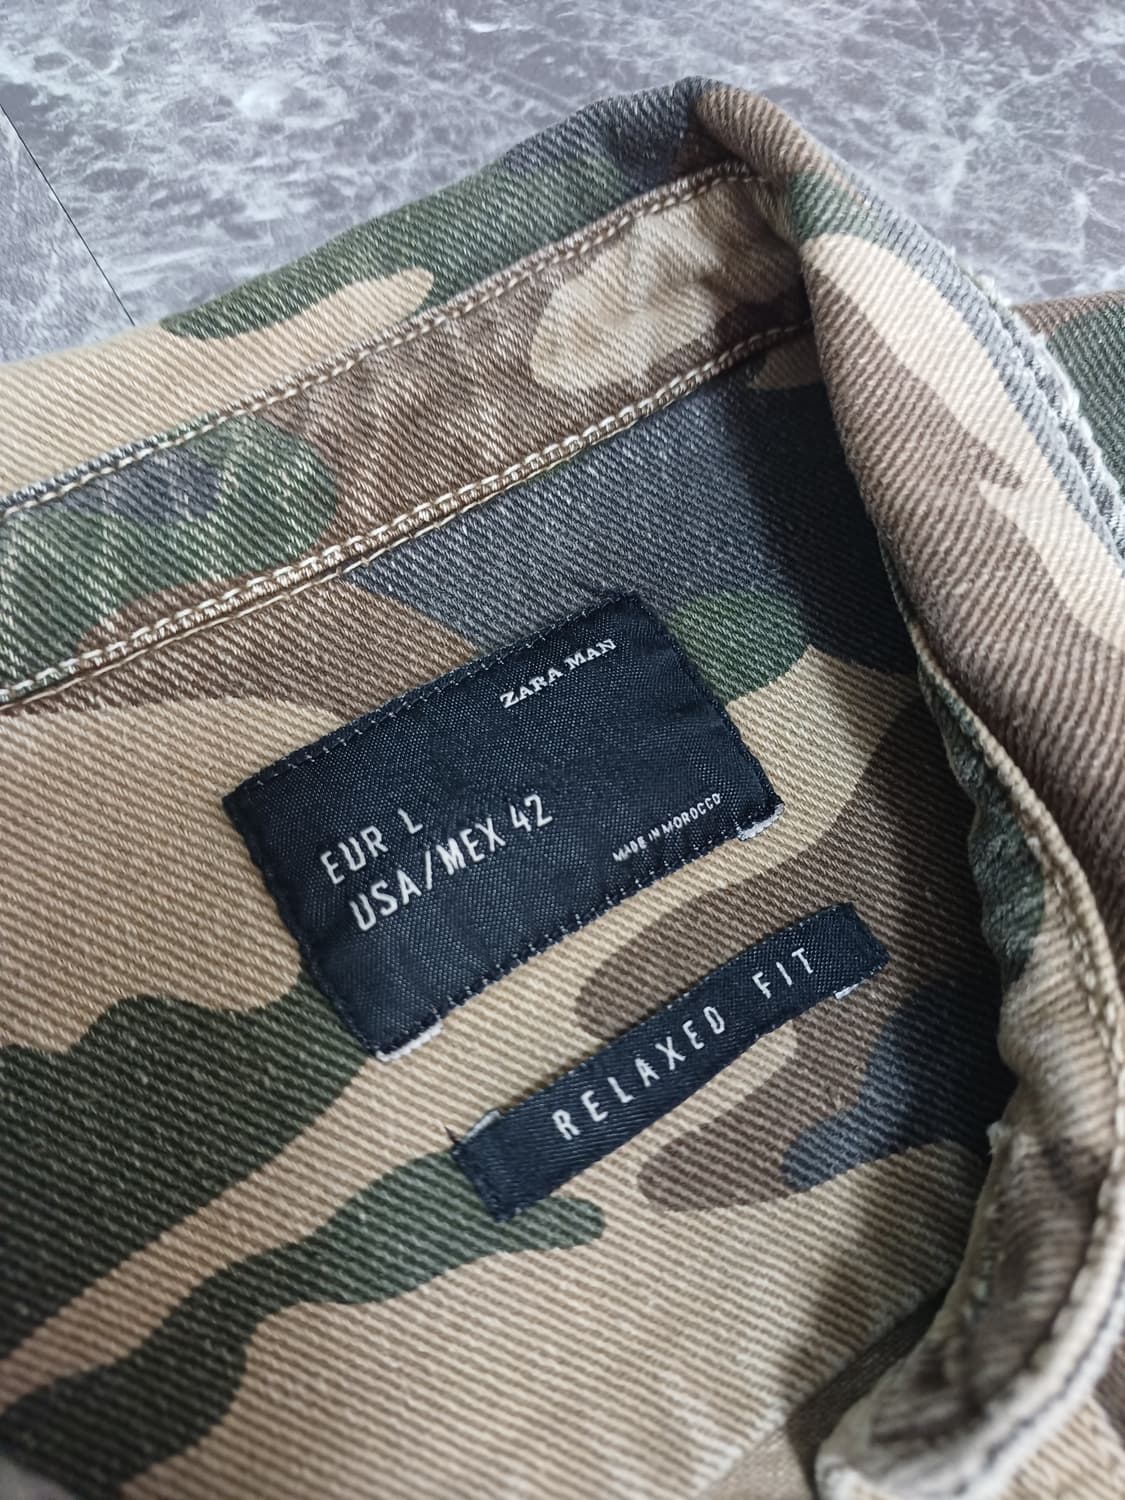 ZARA MAN
EUR L
USA/MEX 42
MADE IN MOROCCO
RELAXED FIT